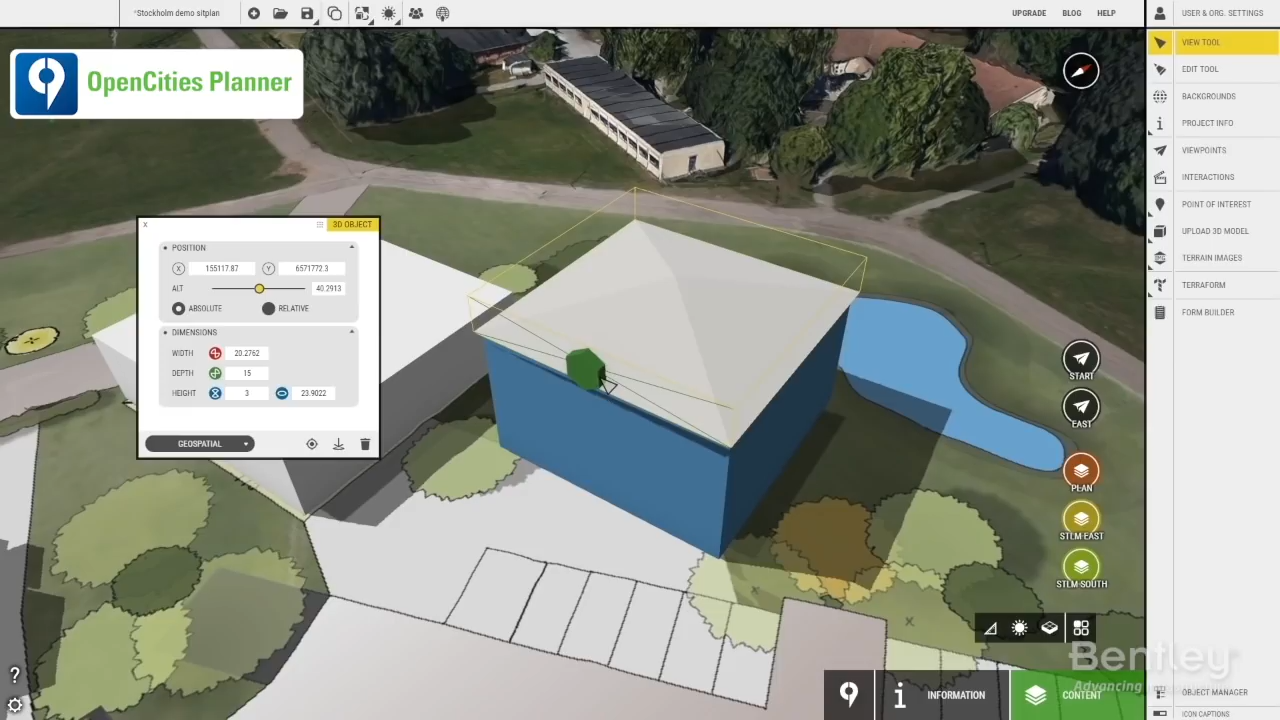 *Stockholm demo sitplan
UPGRADE
BLOG
HELP
USER & ORG. SETTINGS
OpenCities Planner
VIEW TOOL
EDIT TOOL
BACKGROUNDS
PROJECT INFO
VIEWPOINTS
INTERACTIONS
POINT OF INTEREST
UPLOAD 3D MODEL
TERRAIN IMAGES
TERRAFORM
FORM BUILDER
x
3D OBJECT
POSITION
X 155117.87 Y 6571772.3
ALT 40.2913
ABSOLUTE RELATIVE
DIMENSIONS
WIDTH 20.2762
DEPTH 15
HEIGHT 3 23.9022
GEOSPATIAL
START
EAST
PLAN
STLM EAST
STLM SOUTH
Bentley
Advancing
?
INFORMATION
CONTENT
OBJECT MANAGER
ICON CAPTIONS